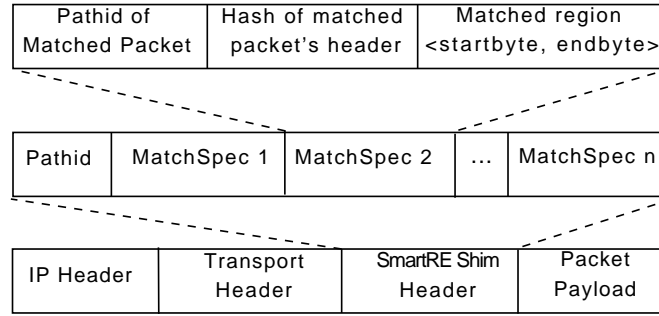 Pathid of Matched Packet
Hash of matched packet's header
Matched region <startbyte, endbyte>
Pathid
MatchSpec 1
MatchSpec 2
...
MatchSpec n
IP Header
Transport Header
SmartRE Shim Header
Packet Payload